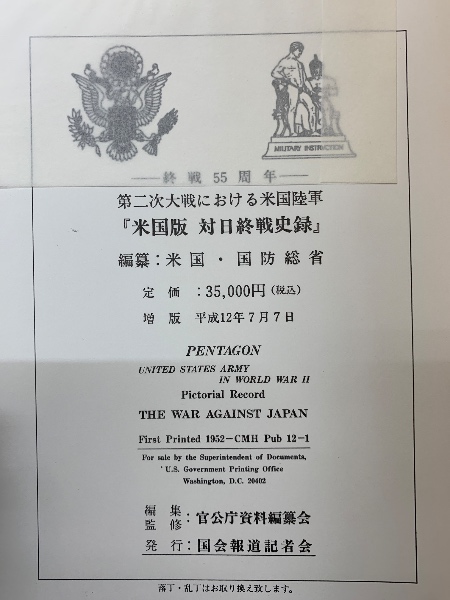 MILITARY INSTRUCTION
終戦55周年
第二次大戦における米国陸軍
『米国版 対日終戦史録』
編纂:米国・国防総省
定価:35,000円(税込)
増版 平成12年7月7日
PENTAGON
UNITED STATES ARMY
IN WORLD WAR II
Pictorial Record
THE WAR AGAINST JAPAN
First Printed 1952-CMH Pub 12-1
For sale by the Superintendent of Documents,
U.S. Government Printing Office
Washington, D.C. 20402
編集
監修:官公庁資料編纂会
発行:国会報道記者会
落丁・乱丁はお取り換え致します。